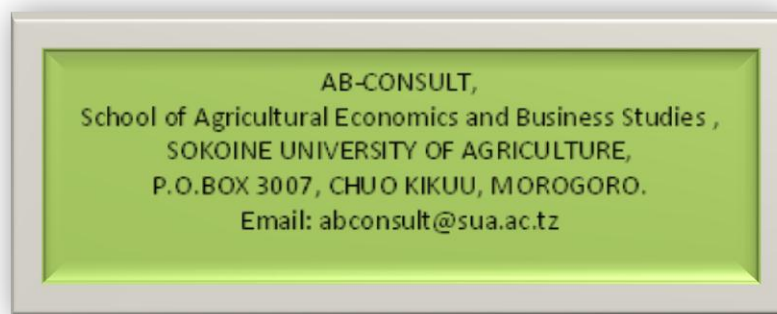 AB-CONSULT,
School of Agricultural Economics and Business Studies ,
SOKOINE UNIVERSITY OF AGRICULTURE,
P.O.BOX 3007, CHUO KIKUU, MOROGORO.
Email: abconsult@sua.ac.tz